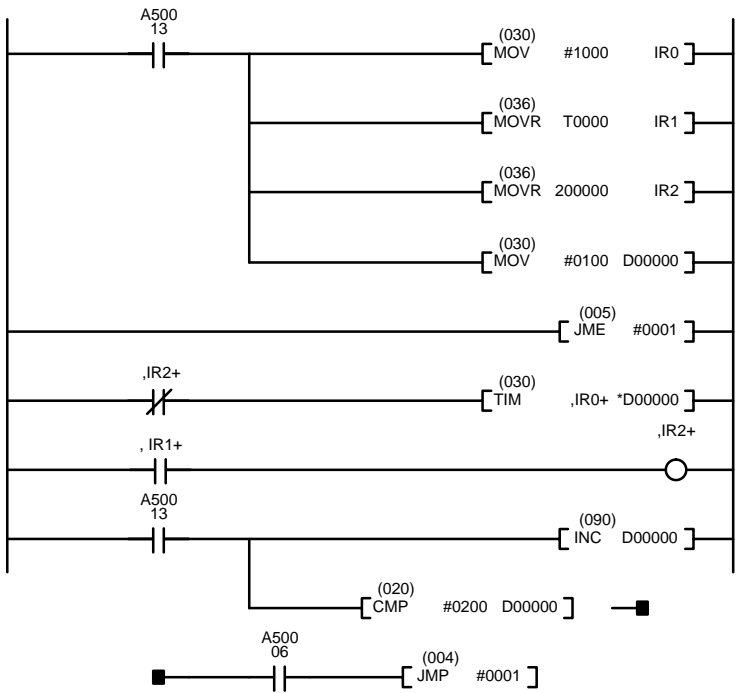 A500
13
(030)
MOV #1000 IR0
(036)
MOVR T0000 IR1
(036)
MOVR 200000 IR2
(030)
MOV #0100 D00000
(005)
JME #0001
,IR2+
(030)
TIM ,IR0+ *D00000
,IR2+
, IR1+
A500
13
(090)
INC D00000
(020)
CMP #0200 D00000
A500
06
(004)
JMP #0001